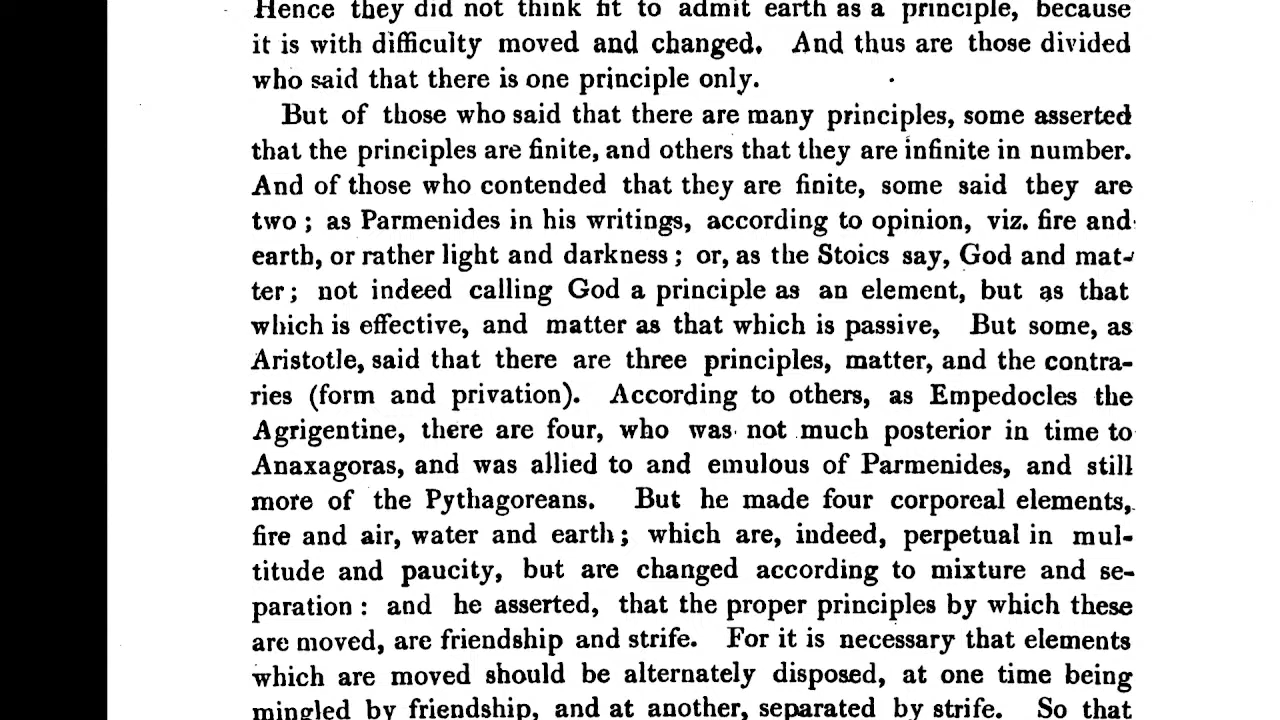 Hence they did not think fit to admit earth as a principle, because
it is with difficulty moved and changed. And thus are those divided
who said that there is one principle only.
But of those who said that there are many principles, some asserted
that the principles are finite, and others that they are infinite in number.
And of those who contended that they are finite, some said they are
two ; as Parmenides in his writings, according to opinion, viz. fire and
earth, or rather light and darkness ; or, as the Stoics say, God and mat-
ter ; not indeed calling God a principle as an element, but as that
which is effective, and matter as that which is passive, But some, as
Aristotle, said that there are three principles, matter, and the contra-
ries (form and privation). According to others, as Empedocles the
Agrigentine, there are four, who was not much posterior in time to
Anaxagoras, and was allied to and emulous of Parmenides, and still
more of the Pythagoreans. But he made four corporeal elements,
fire and air, water and earth ; which are, indeed, perpetual in mul-
titude and paucity, but are changed according to mixture and se-
paration : and he asserted, that the proper principles by which these
are moved, are friendship and strife. For it is necessary that elements
which are moved should be alternately disposed, at one time being
mingled by friendship, and at another, separated by strife. So that